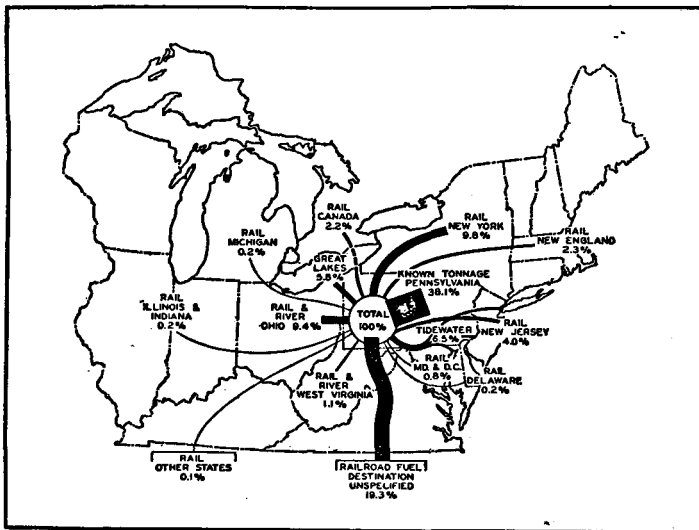 RAIL
CANADA
2.2%
RAIL
NEW YORK
9.8%
RAIL
NEW ENGLAND
2.3%
RAIL
MICHIGAN
0.2%
GREAT
LAKES
5.5%
KNOWN TONNAGE
PENNSYLVANIA
38.1%
RAIL
ILLINOIS &
INDIANA
0.2%
RAIL &
RIVER
OHIO 9.4%
TOTAL
100%
TIDEWATER
6.5%
RAIL
NEW JERSEY
4.0%
RAIL
MD. & D.C.
0.8%
RAIL
DELAWARE
0.2%
RAIL &
RIVER
WEST VIRGINIA
1.1%
RAIL
OTHER STATES
0.1%
RAILROAD FUEL
DESTINATION
UNSPECIFIED
19.3%